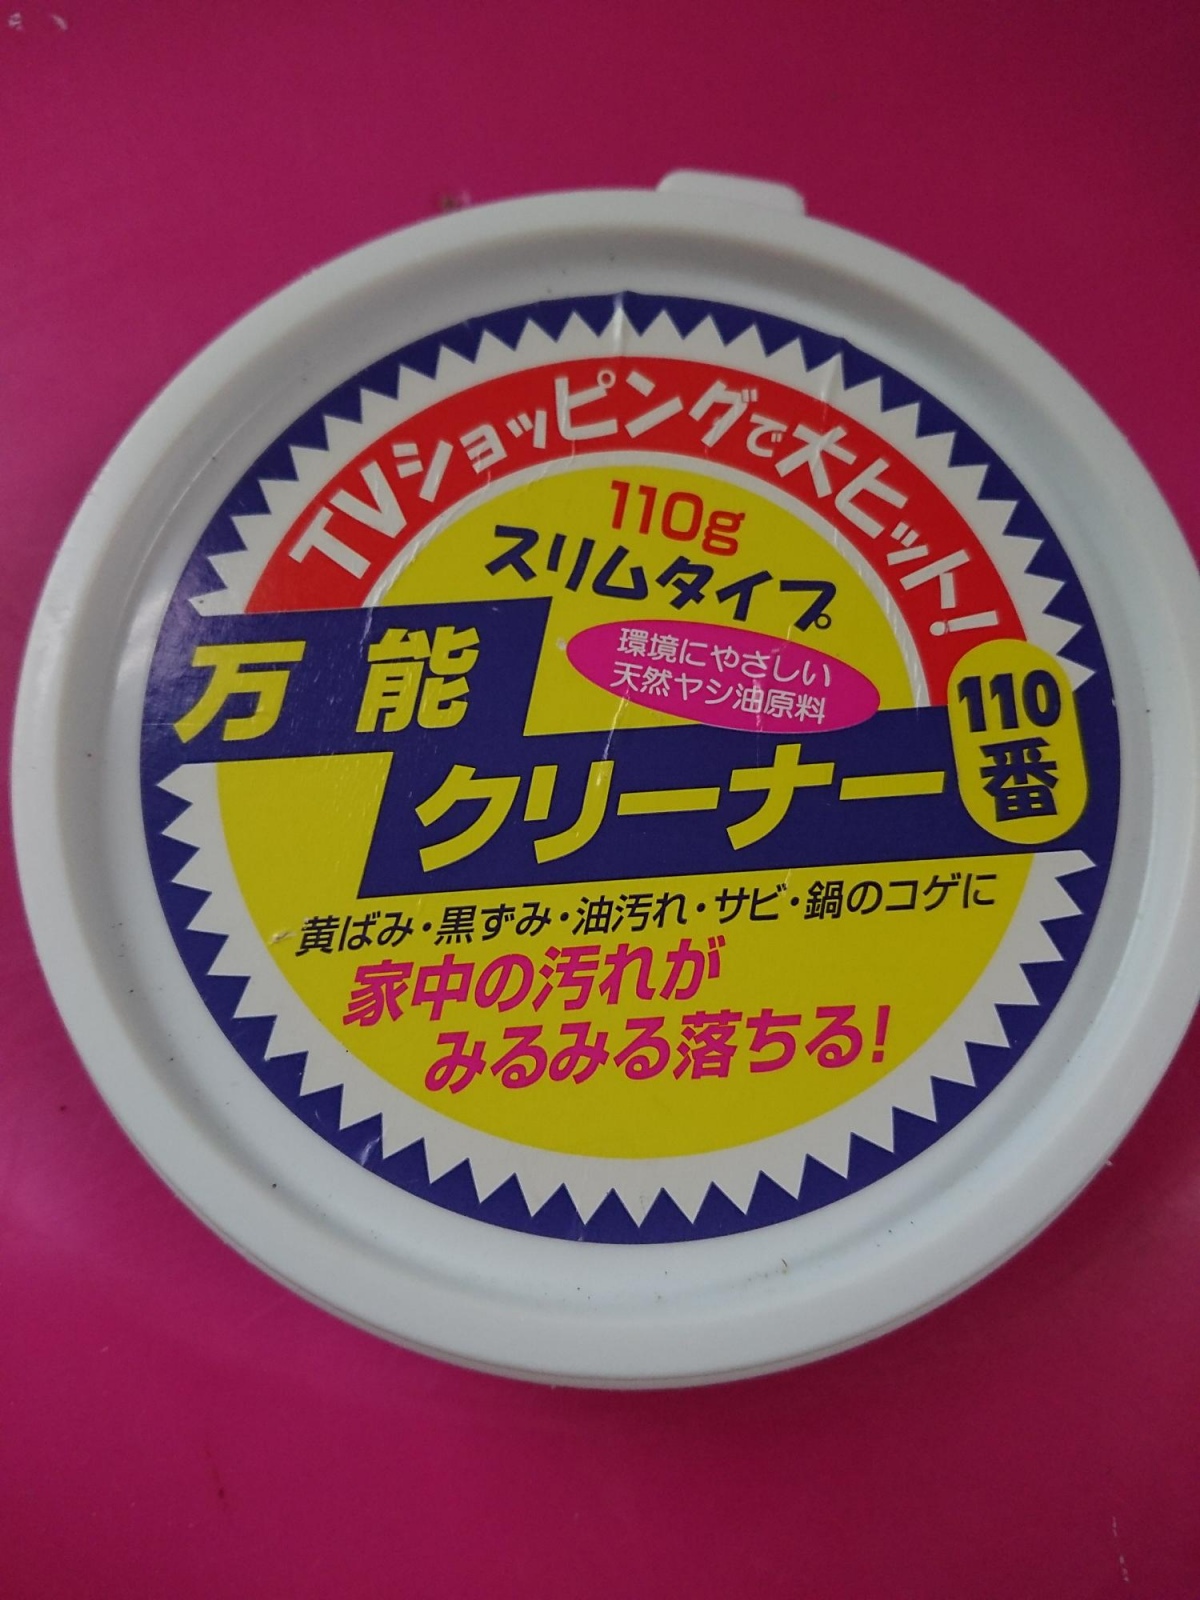 TVショッピングで大ヒット!
110g
スリムタイプ
環境にやさしい
天然ヤシ油原料
万能
クリーナー
110
番
黄ばみ・黒ずみ・油汚れ・サビ・鍋のコゲに
家中の汚れが
みるみる落ちる!